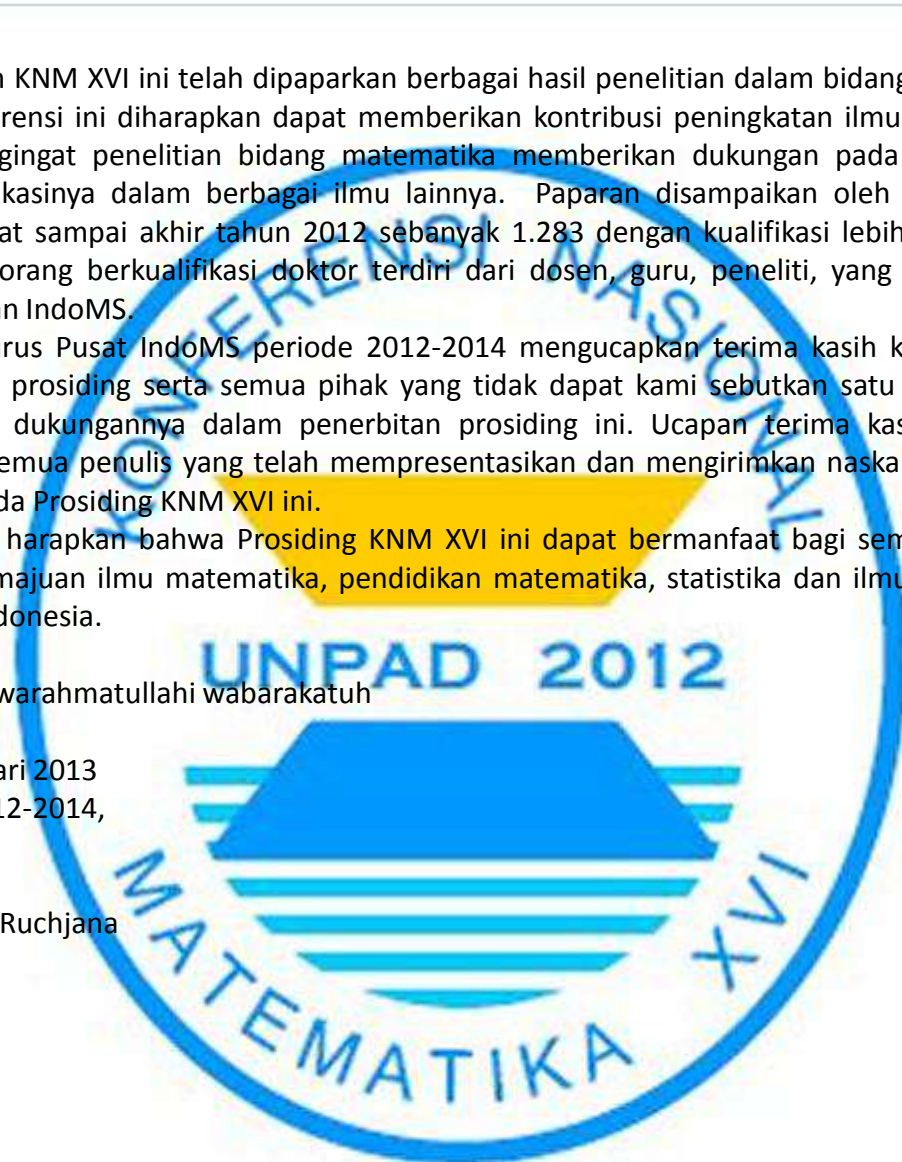 n KNM XVI ini telah dipaparkan berbagai hasil penelitian dalam bidang
erensi ini diharapkan dapat memberikan kontribusi peningkatan ilmu
gingat penelitian bidang matematika memberikan dukungan pada
kasinya dalam berbagai ilmu lainnya. Paparan disampaikan oleh
at sampai akhir tahun 2012 sebanyak 1.283 dengan kualifikasi lebih
orang berkualifikasi doktor terdiri dari dosen, guru, peneliti, yang
an IndoMS.
urus Pusat IndoMS periode 2012-2014 mengucapkan terima kasih k
prosiding serta semua pihak yang tidak dapat kami sebutkan satu
dukungannya dalam penerbitan prosiding ini. Ucapan terima kas
semua penulis yang telah mempresentasikan dan mengirimkan naska
da Prosiding KNM XVI ini.
harapkan bahwa Prosiding KNM XVI ini dapat bermanfaat bagi sem
majuan ilmu matematika, pendidikan matematika, statistika dan ilmu
donesia.
warahmatullahi wabarakatuh
ari 2013
12-2014,
Ruchjana
KONFERENSI NASIONAL
UNPAD 2012
MATEMATIKA XVI